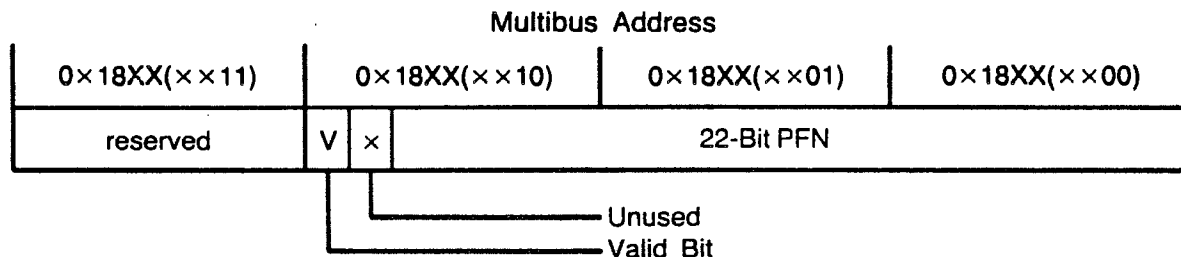 Multibus Address
0×18XX(××11) 0×18XX(××10) 0×18XX(××01) 0×18XX(××00)
reserved V × 22-Bit PFN
Unused
Valid Bit